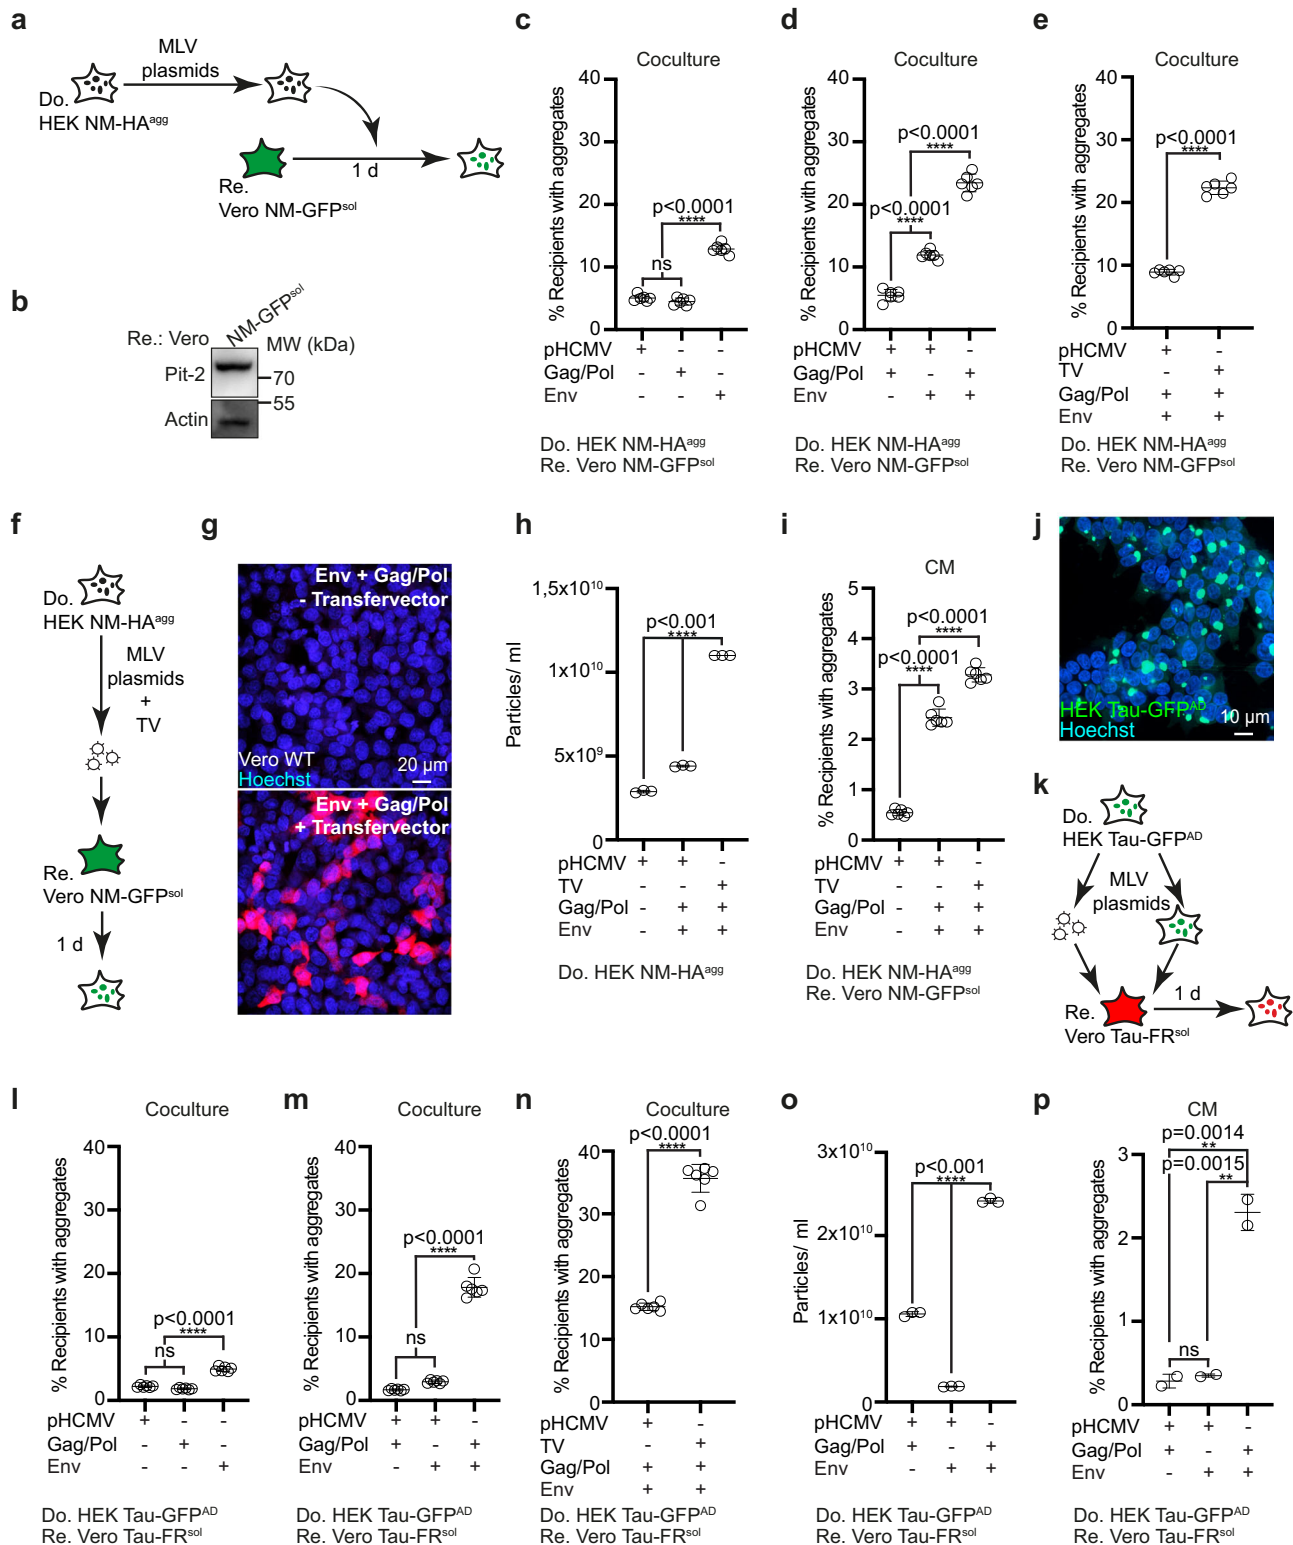 a
MLV
plasmids
Do.
HEK NM-HAagg
Re.
Vero NM-GFPsol
1 d
b
Re.: Vero
NM-GFPsol
MW (kDa)
Pit-2
70
55
Actin
c
Coculture
% Recipients with aggregates
40
30
20
10
0
p<0.0001
****
ns
pHCMV + - -
Gag/Pol - + -
Env - - +
Do. HEK NM-HAagg
Re. Vero NM-GFPsol
d
Coculture
% Recipients with aggregates
40
30
20
10
0
p<0.0001
****
p<0.0001
****
pHCMV + + -
Gag/Pol + - +
Env - + +
Do. HEK NM-HAagg
Re. Vero NM-GFPsol
e
Coculture
% Recipients with aggregates
40
30
20
10
0
p<0.0001
****
pHCMV + -
TV - +
Gag/Pol + +
Env + +
Do. HEK NM-HAagg
Re. Vero NM-GFPsol
f
Do.
HEK NM-HAagg
MLV
plasmids
+
TV
Re.
Vero NM-GFPsol
1 d
g
Env + Gag/Pol
- Transfervector
Vero WT
Hoechst
20 µm
Env + Gag/Pol
+ Transfervector
h
Particles/ ml
1,5x1010
1x1010
5x109
0
p<0.001
****
pHCMV + + -
TV - - +
Gag/Pol - + +
Env - + +
Do. HEK NM-HAagg
i
CM
% Recipients with aggregates
5
4
3
2
1
0
p<0.0001
****
p<0.0001
****
pHCMV + + -
TV - - +
Gag/Pol - + +
Env - + +
Do. HEK NM-HAagg
Re. Vero NM-GFPsol
j
HEK Tau-GFPAD
Hoechst
10 µm
k
Do.
HEK Tau-GFPAD
MLV
plasmids
Re.
Vero Tau-FRsol
1 d
l
Coculture
% Recipients with aggregates
40
30
20
10
0
p<0.0001
****
ns
pHCMV + - -
Gag/Pol - + -
Env - - +
Do. HEK Tau-GFPAD
Re. Vero Tau-FRsol
m
Coculture
% Recipients with aggregates
40
30
20
10
0
p<0.0001
****
ns
pHCMV + + -
Gag/Pol + - +
Env - + +
Do. HEK Tau-GFPAD
Re. Vero Tau-FRsol
n
Coculture
% Recipients with aggregates
40
30
20
10
0
p<0.0001
****
pHCMV + -
TV - +
Gag/Pol + +
Env + +
Do. HEK Tau-GFPAD
Re. Vero Tau-FRsol
o
Particles/ ml
3x1010
2x1010
1x1010
0
p<0.001
****
pHCMV + + -
Gag/Pol + - +
Env - + +
Do. HEK Tau-GFPAD
Re. Vero Tau-FRsol
p
CM
% Recipients with aggregates
3
2
1
0
p=0.0014
**
p=0.0015
**
ns
pHCMV + + -
Gag/Pol + - +
Env - + +
Do. HEK Tau-GFPAD
Re. Vero Tau-FRsol